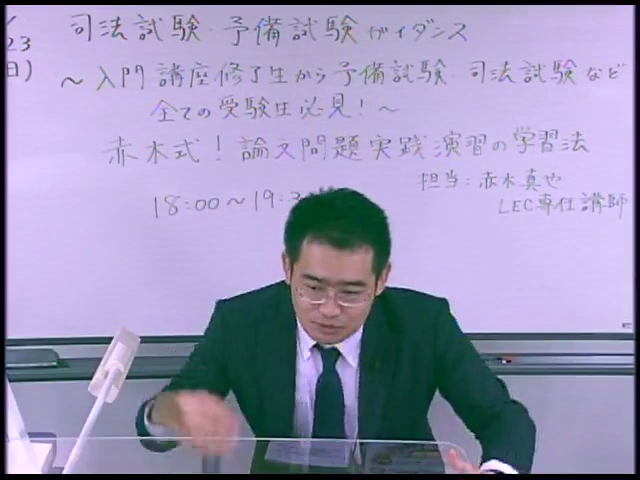 /
23
日)
司法試験・予備試験ガイダンス
～入門講座修了生から予備試験・司法試験など
全ての受験生必見！～
赤木式！論文問題実践演習の学習法
担当：赤木真也
LEC専任講師
18:00～19:3